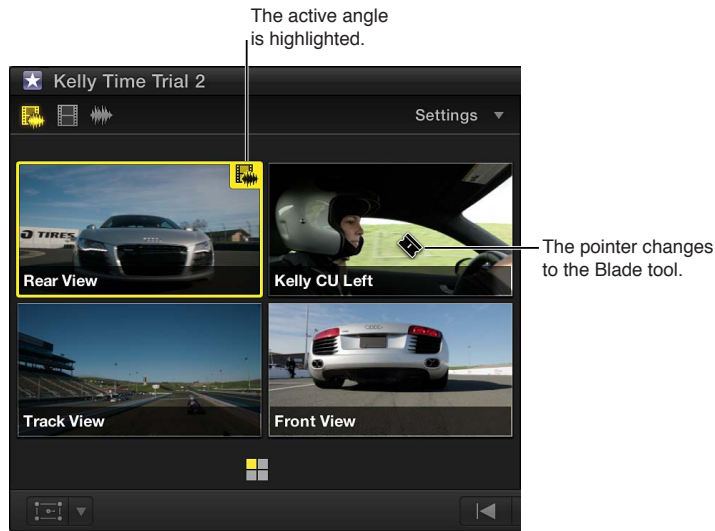 The active angle
is highlighted.
Kelly Time Trial 2
Settings
TIRES
Rear View
Kelly CU Left
The pointer changes
to the Blade tool.
Track View
Front View